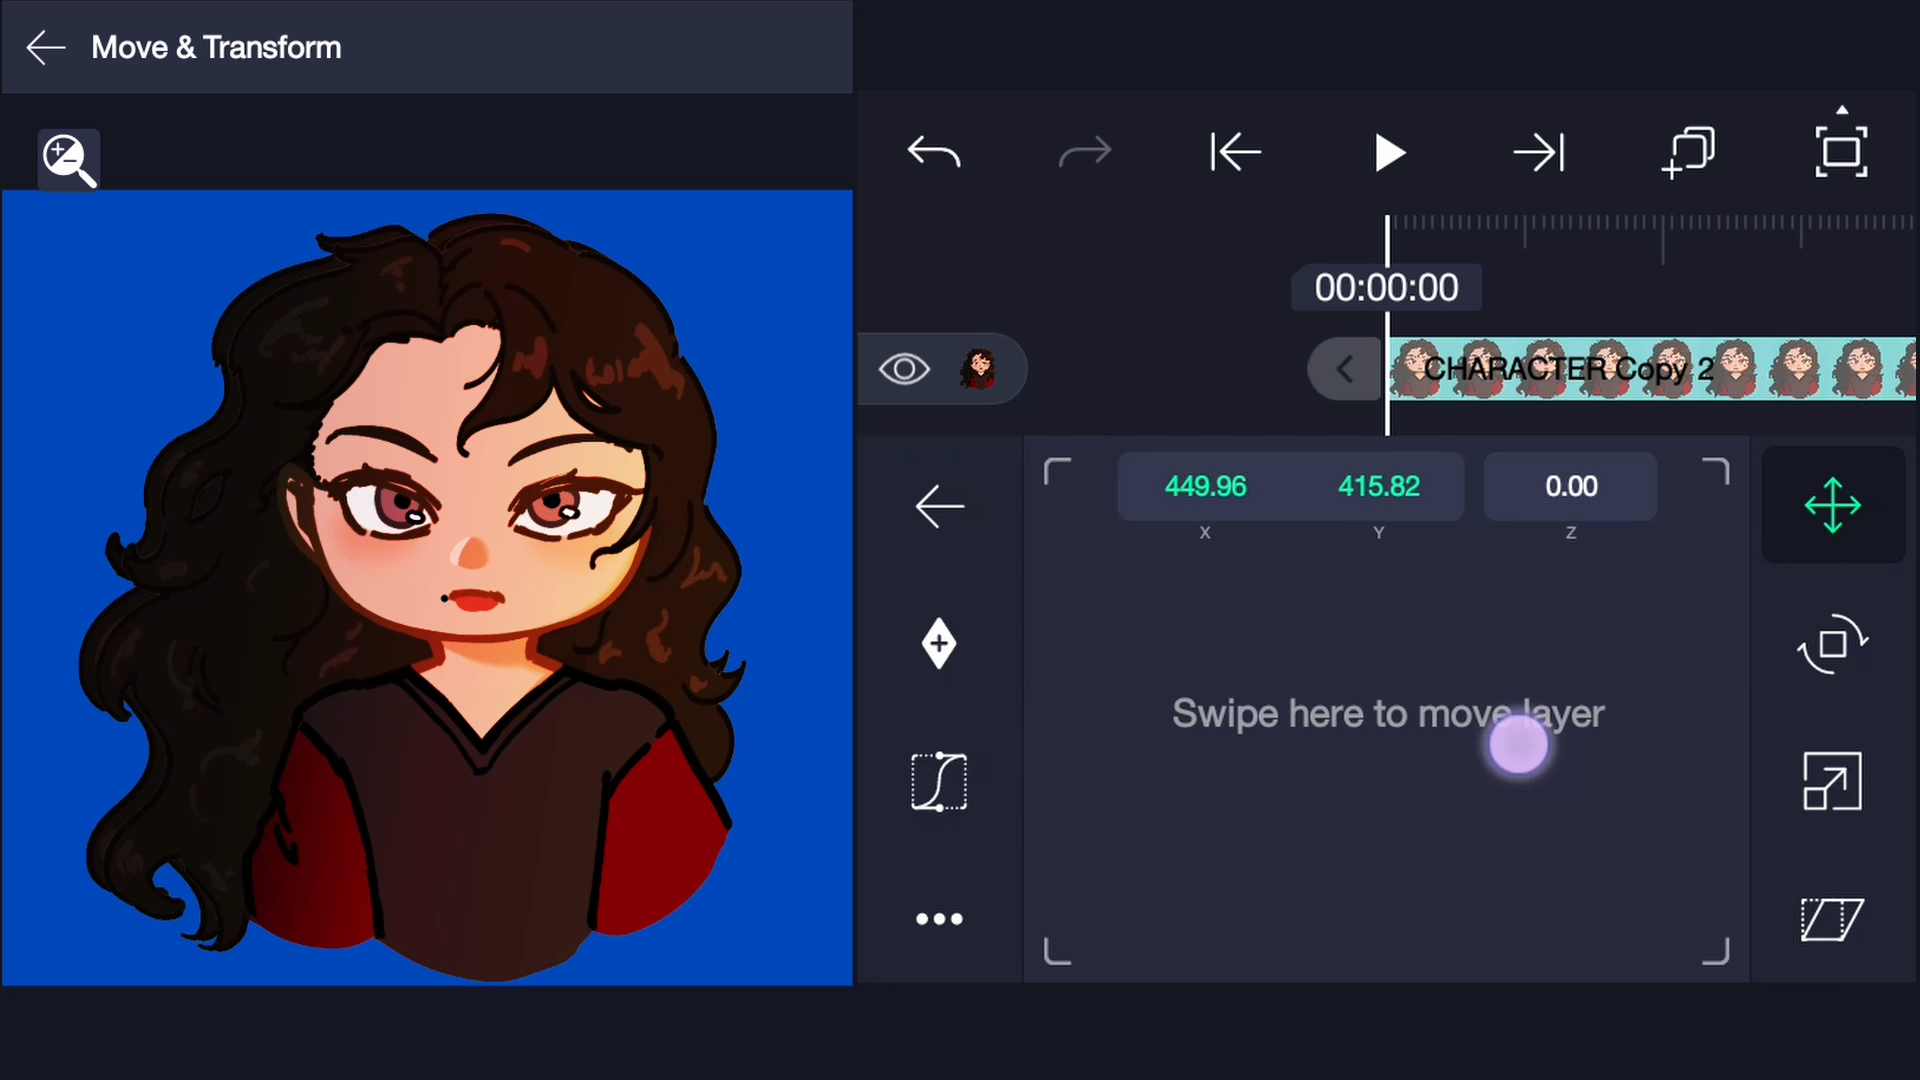 Move & Transform
00:00:00
CHARACTER Copy 2
449.96 415.82 0.00
X Y Z
Swipe here to move layer